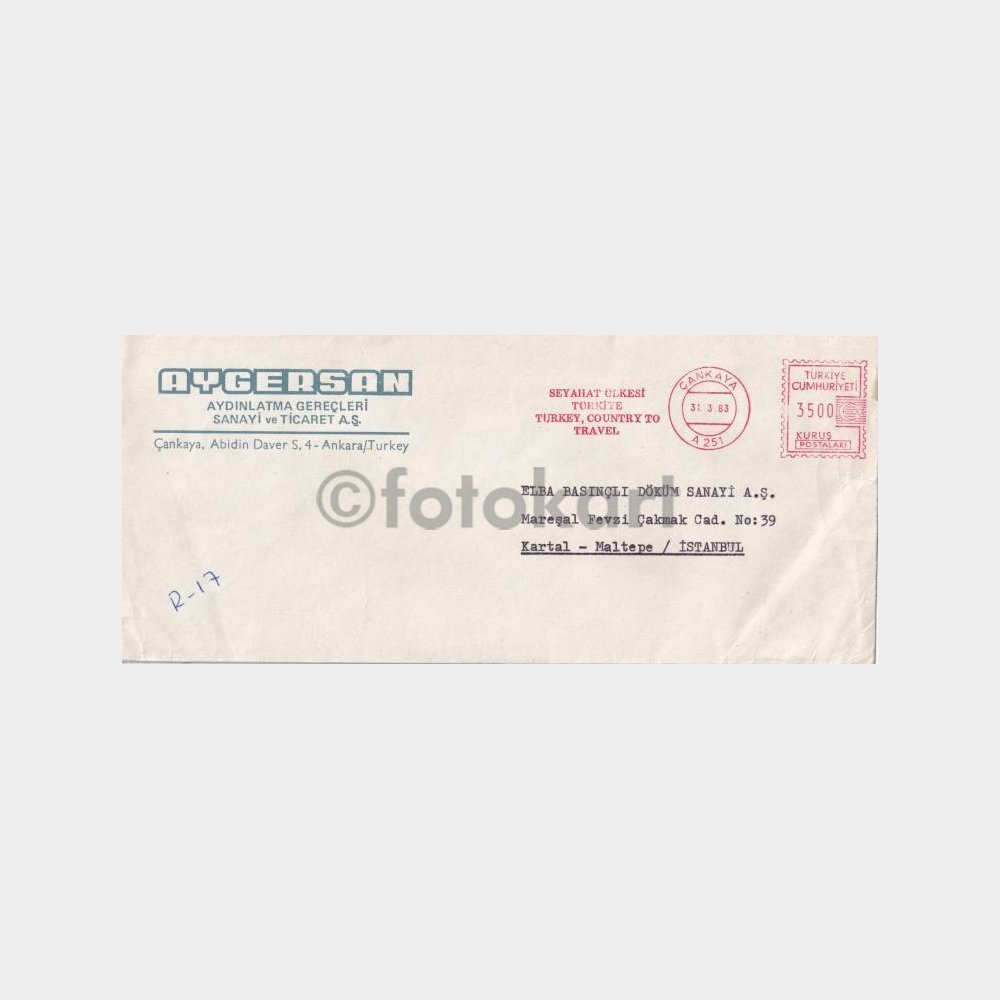 AYGERSAN
AYDINLATMA GEREÇLERİ
SANAYİ ve TİCARET A.Ş.
Çankaya, Abidin Daver S. 4 - Ankara/Turkey
SEYAHAT ÜLKESİ
TÜRKİYE
TURKEY, COUNTRY TO
TRAVEL
ÇANKAYA
31. 3.83
A 251
TÜRKİYE
CUMHURİYETİ
3500
KURUŞ
POSTALARI
©fotokart
ELBA BASINÇLI DÖKÜM SANAYİ A.Ş.
Mareşal Fevzi Çakmak Cad. No:39
Kartal - Maltepe / İSTANBUL
R-17